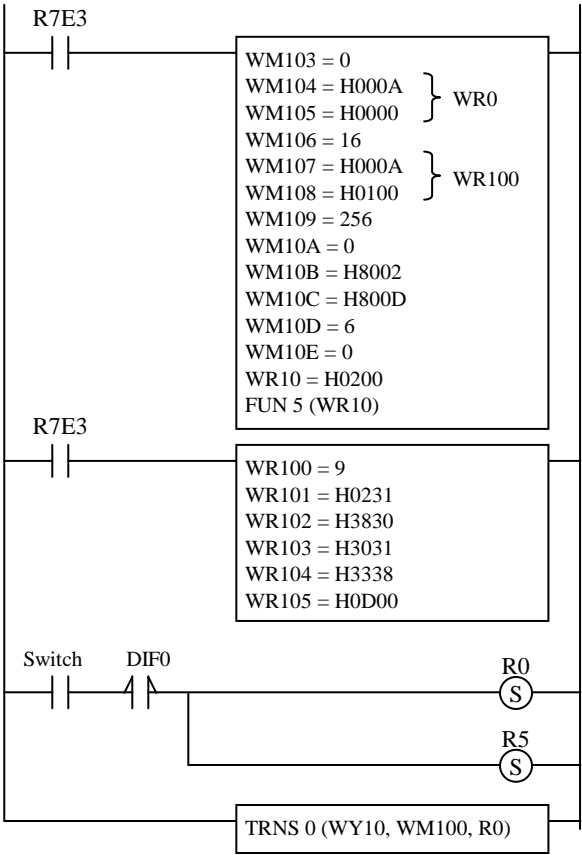 R7E3
WM103 = 0
WM104 = H000A
WR0
WM105 = H0000
WM106 = 16
WM107 = H000A
WR100
WM108 = H0100
WM109 = 256
WM10A = 0
WM10B = H8002
WM10C = H800D
WM10D = 6
WM10E = 0
WR10 = H0200
FUN 5 (WR10)
R7E3
WR100 = 9
WR101 = H0231
WR102 = H3830
WR103 = H3031
WR104 = H3338
WR105 = H0D00
Switch DIF0 R0
S
R5
S
TRNS 0 (WY10, WM100, R0)